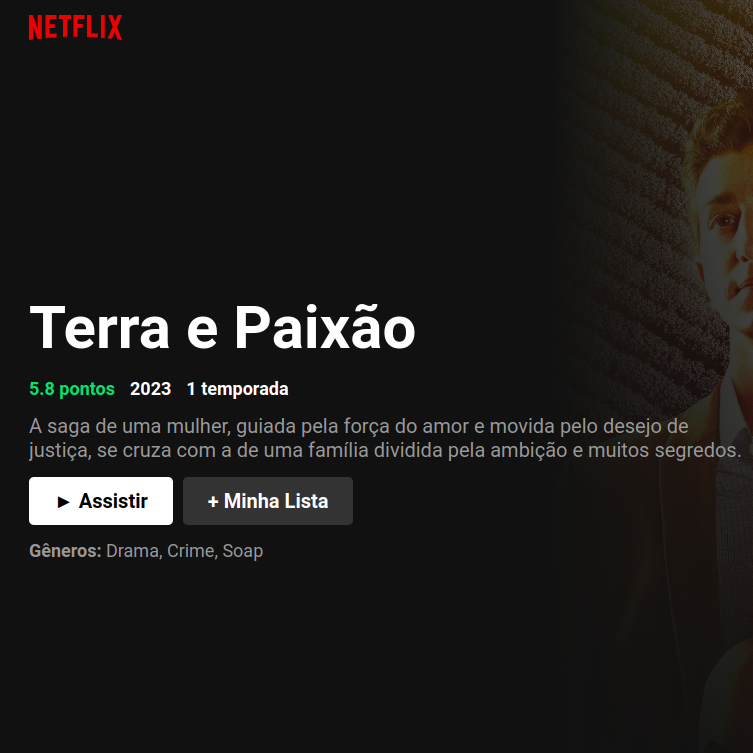 NETFLIX
Terra e Paixão
5.8 pontos 2023 1 temporada
A saga de uma mulher, guiada pela força do amor e movida pelo desejo de
justiça, se cruza com a de uma família dividida pela ambição e muitos segredos.
► Assistir + Minha Lista
Gêneros: Drama, Crime, Soap